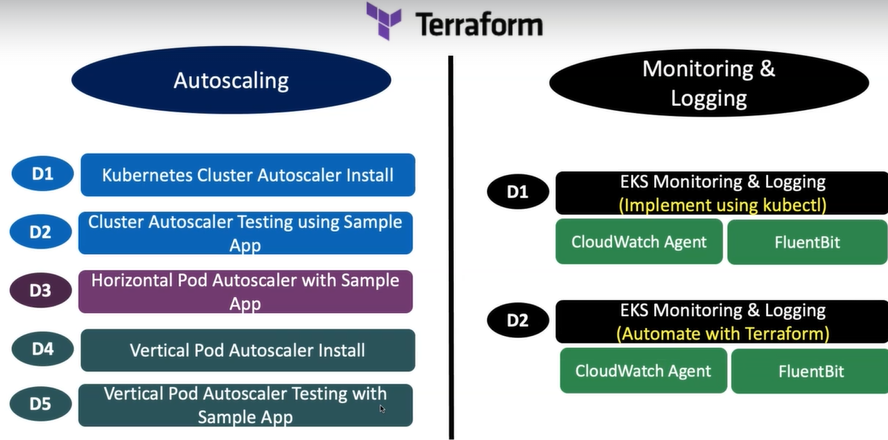 Terraform
Autoscaling
D1
Kubernetes Cluster Autoscaler Install
D2
Cluster Autoscaler Testing using Sample
App
D3
Horizontal Pod Autoscaler with Sample
App
D4
Vertical Pod Autoscaler Install
D5
Vertical Pod Autoscaler Testing with
Sample App
Monitoring &
Logging
D1
EKS Monitoring & Logging
(Implement using kubectl)
CloudWatch Agent
FluentBit
D2
EKS Monitoring & Logging
(Automate with Terraform)
CloudWatch Agent
FluentBit